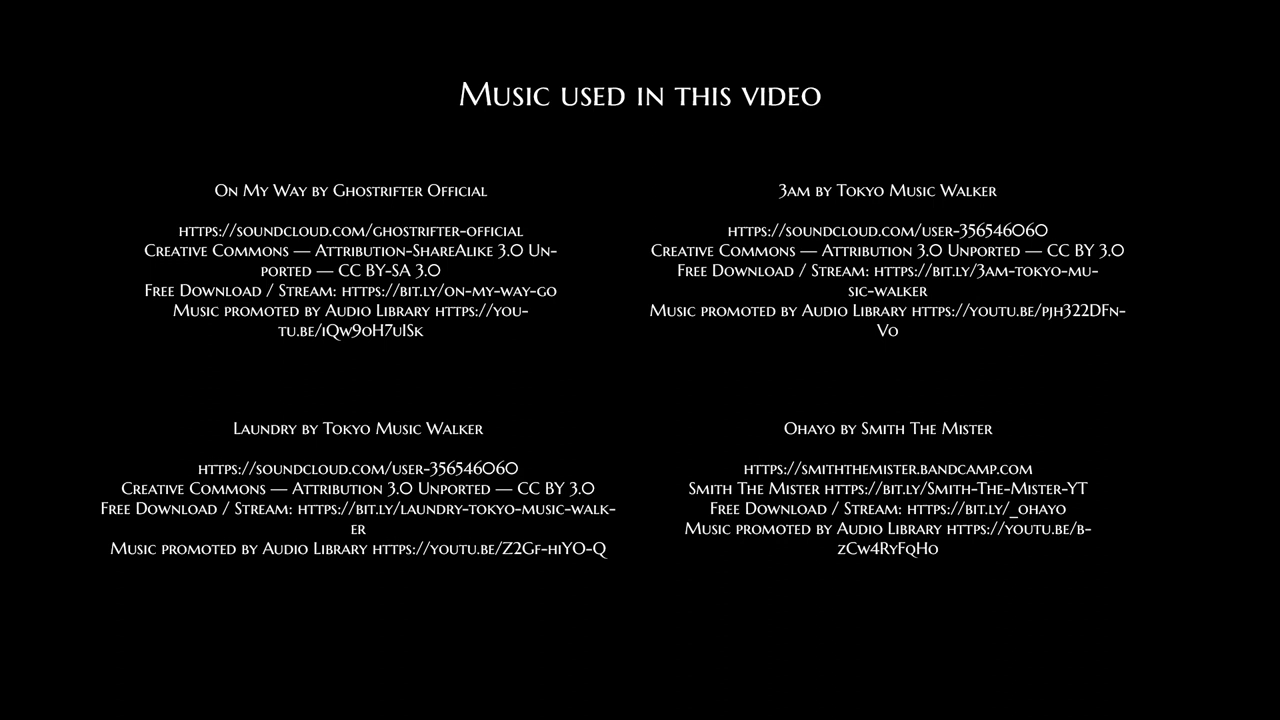 Music used in this video
On My Way by Ghostrifter Official
https://soundcloud.com/ghostrifter-official
Creative Commons — Attribution-ShareAlike 3.0 Un-
ported — CC BY-SA 3.0
Free Download / Stream: https://bit.ly/on-my-way-go
Music promoted by Audio Library https://you-
tu.be/iQw9oH7uISk
3am by Tokyo Music Walker
https://soundcloud.com/user-356546060
Creative Commons — Attribution 3.0 Unported — CC BY 3.0
Free Download / Stream: https://bit.ly/3am-tokyo-mu-
sic-walker
Music promoted by Audio Library https://youtu.be/pjh322DFn-
Vo
Laundry by Tokyo Music Walker
https://soundcloud.com/user-356546060
Creative Commons — Attribution 3.0 Unported — CC BY 3.0
Free Download / Stream: https://bit.ly/laundry-tokyo-music-walk-
er
Music promoted by Audio Library https://youtu.be/Z2Gf-hiYO-Q
Ohayo by Smith The Mister
https://smiththemister.bandcamp.com
Smith The Mister https://bit.ly/Smith-The-Mister-YT
Free Download / Stream: https://bit.ly/_ohayo
Music promoted by Audio Library https://youtu.be/b-
zCw4RyFqHo